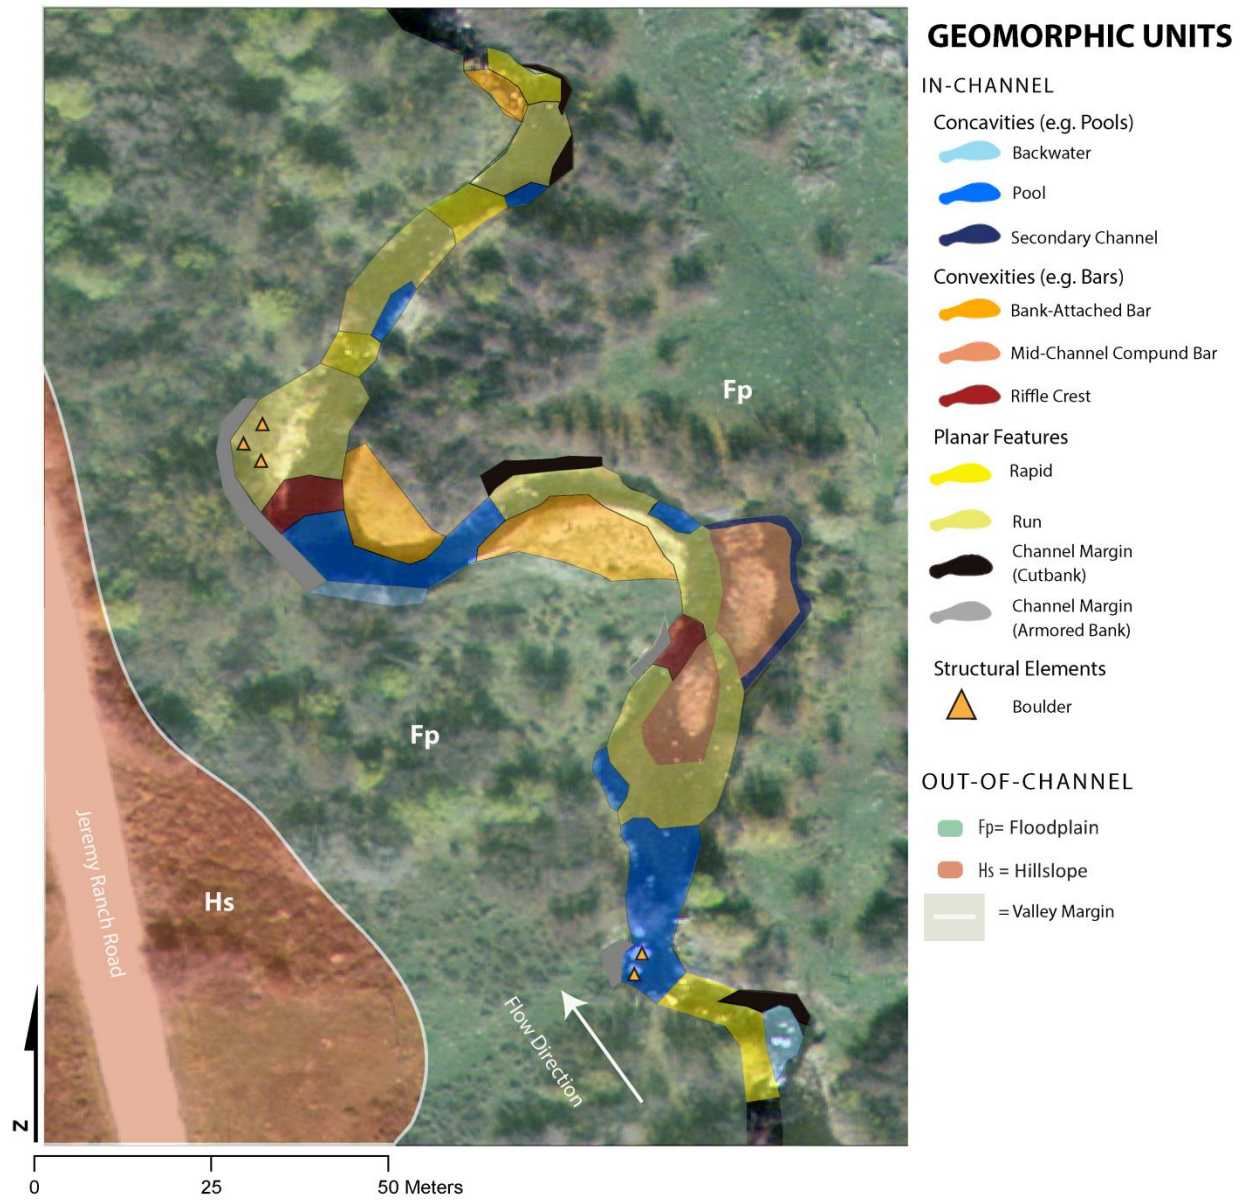 GEOMORPHIC UNITS
IN-CHANNEL
Concavities (e.g. Pools)
Backwater
Pool
Secondary Channel
Convexities (e.g. Bars)
Bank-Attached Bar
Mid-Channel Compund Bar
Riffle Crest
Planar Features
Rapid
Run
Channel Margin
(Cutbank)
Channel Margin
(Armored Bank)
Structural Elements
Boulder
OUT-OF-CHANNEL
Fp= Floodplain
Hs = Hillslope
= Valley Margin
Fp
Fp
Hs
Jeremy Ranch Road
Flow Direction
N
0 25 50 Meters